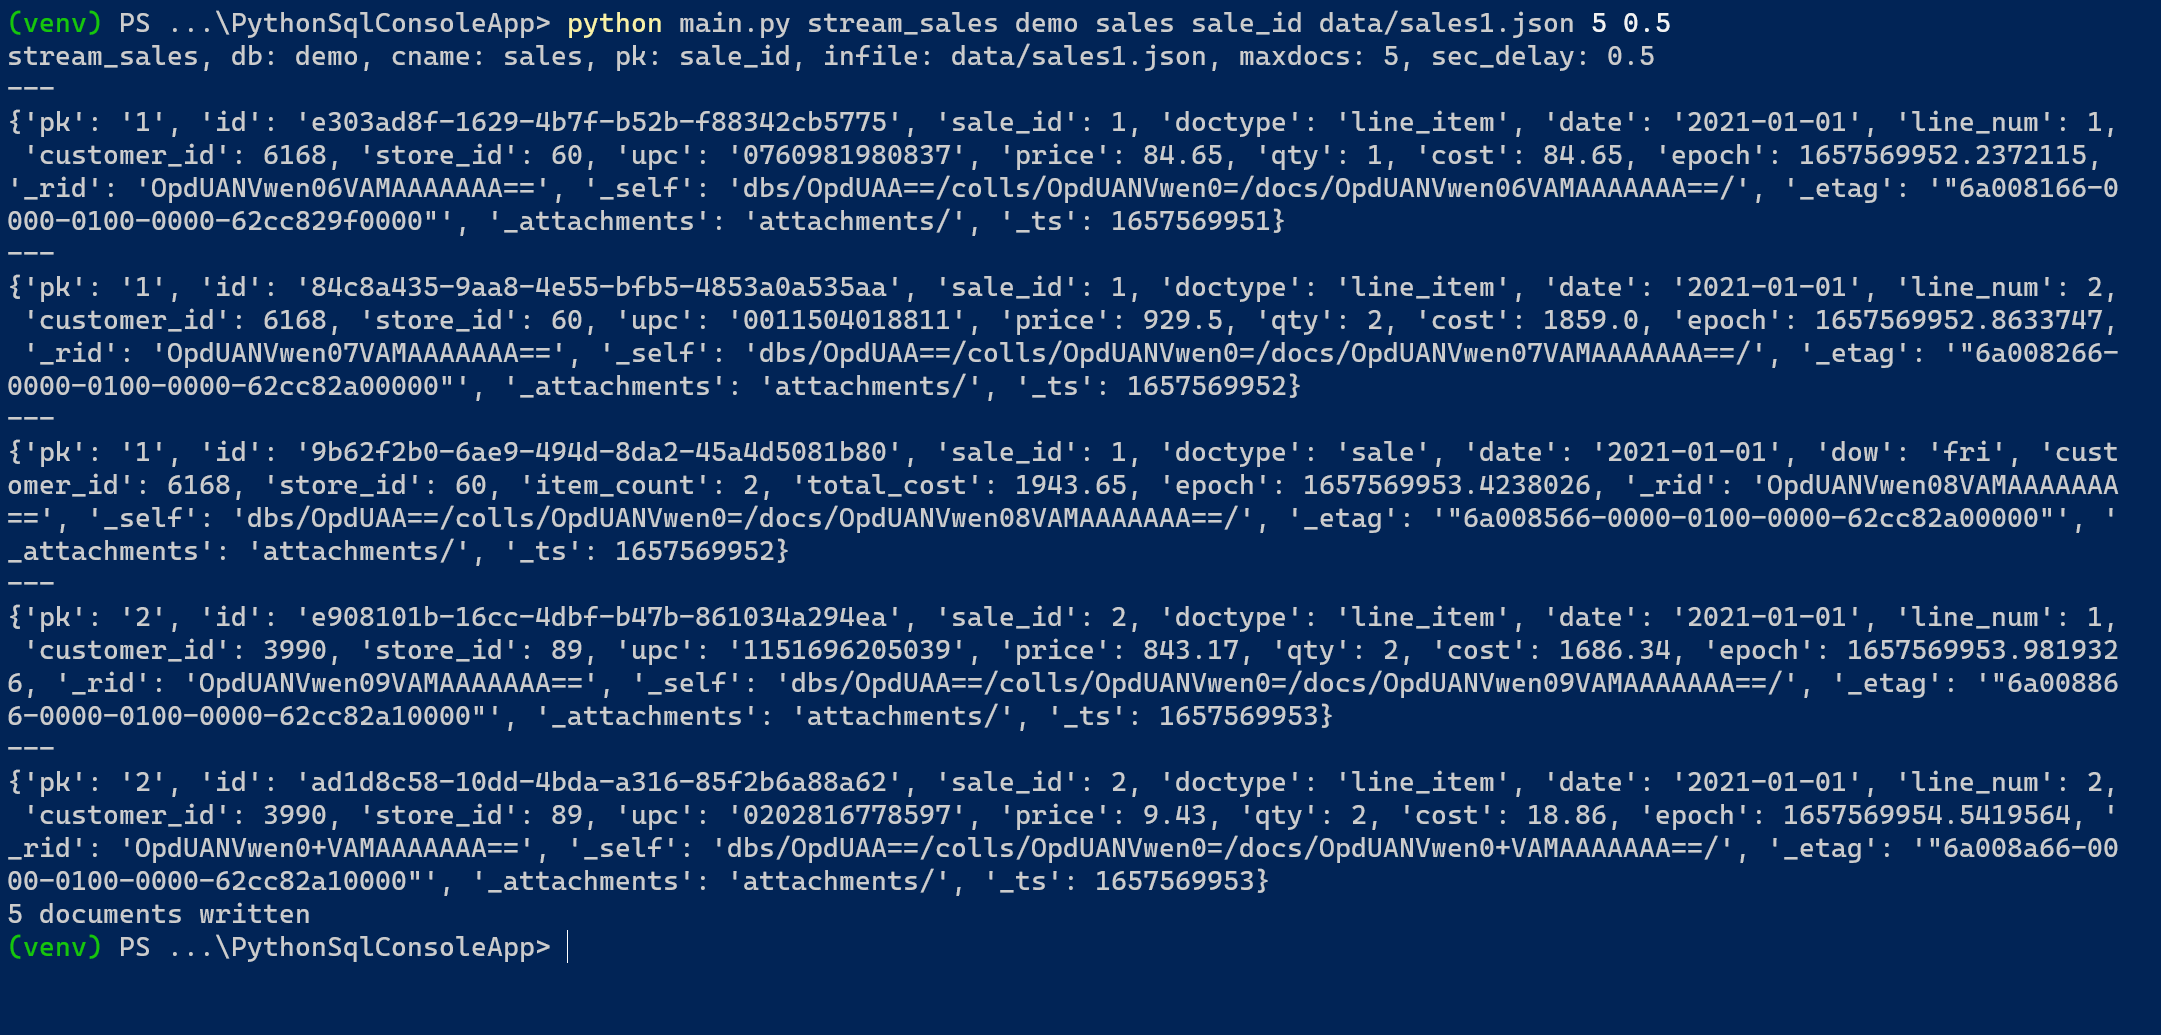 (venv) PS ...\PythonSqlConsoleApp> python main.py stream_sales demo sales sale_id data/sales1.json 5 0.5
stream_sales, db: demo, cname: sales, pk: sale_id, infile: data/sales1.json, maxdocs: 5, sec_delay: 0.5
---
{'pk': '1', 'id': 'e303ad8f-1629-4b7f-b52b-f88342cb5775', 'sale_id': 1, 'doctype': 'line_item', 'date': '2021-01-01', 'line_num': 1,
 'customer_id': 6168, 'store_id': 60, 'upc': '0760981980837', 'price': 84.65, 'qty': 1, 'cost': 84.65, 'epoch': 1657569952.2372115,
'_rid': 'OpdUANVwen06VAMAAAAAAA==', '_self': 'dbs/OpdUAA==/colls/OpdUANVwen0=/docs/OpdUANVwen06VAMAAAAAAA==/', '_etag': '"6a008166-0
000-0100-0000-62cc829f0000"', '_attachments': 'attachments/', '_ts': 1657569951}
---
{'pk': '1', 'id': '84c8a435-9aa8-4e55-bfb5-4853a0a535aa', 'sale_id': 1, 'doctype': 'line_item', 'date': '2021-01-01', 'line_num': 2,
 'customer_id': 6168, 'store_id': 60, 'upc': '0011504018811', 'price': 929.5, 'qty': 2, 'cost': 1859.0, 'epoch': 1657569952.8633747,
 '_rid': 'OpdUANVwen07VAMAAAAAAA==', '_self': 'dbs/OpdUAA==/colls/OpdUANVwen0=/docs/OpdUANVwen07VAMAAAAAAA==/', '_etag': '"6a008266-
0000-0100-0000-62cc82a00000"', '_attachments': 'attachments/', '_ts': 1657569952}
---
{'pk': '1', 'id': '9b62f2b0-6ae9-494d-8da2-45a4d5081b80', 'sale_id': 1, 'doctype': 'sale', 'date': '2021-01-01', 'dow': 'fri', 'cust
omer_id': 6168, 'store_id': 60, 'item_count': 2, 'total_cost': 1943.65, 'epoch': 1657569953.4238026, '_rid': 'OpdUANVwen08VAMAAAAAAA
==', '_self': 'dbs/OpdUAA==/colls/OpdUANVwen0=/docs/OpdUANVwen08VAMAAAAAAA==/', '_etag': '"6a008566-0000-0100-0000-62cc82a00000"', '
_attachments': 'attachments/', '_ts': 1657569952}
---
{'pk': '2', 'id': 'e908101b-16cc-4dbf-b47b-861034a294ea', 'sale_id': 2, 'doctype': 'line_item', 'date': '2021-01-01', 'line_num': 1,
 'customer_id': 3990, 'store_id': 89, 'upc': '1151696205039', 'price': 843.17, 'qty': 2, 'cost': 1686.34, 'epoch': 1657569953.981932
6, '_rid': 'OpdUANVwen09VAMAAAAAAA==', '_self': 'dbs/OpdUAA==/colls/OpdUANVwen0=/docs/OpdUANVwen09VAMAAAAAAA==/', '_etag': '"6a00886
6-0000-0100-0000-62cc82a10000"', '_attachments': 'attachments/', '_ts': 1657569953}
---
{'pk': '2', 'id': 'ad1d8c58-10dd-4bda-a316-85f2b6a88a62', 'sale_id': 2, 'doctype': 'line_item', 'date': '2021-01-01', 'line_num': 2,
 'customer_id': 3990, 'store_id': 89, 'upc': '0202816778597', 'price': 9.43, 'qty': 2, 'cost': 18.86, 'epoch': 1657569954.5419564, '
_rid': 'OpdUANVwen0+VAMAAAAAAA==', '_self': 'dbs/OpdUAA==/colls/OpdUANVwen0=/docs/OpdUANVwen0+VAMAAAAAAA==/', '_etag': '"6a008a66-00
00-0100-0000-62cc82a10000"', '_attachments': 'attachments/', '_ts': 1657569953}
5 documents written
(venv) PS ...\PythonSqlConsoleApp>